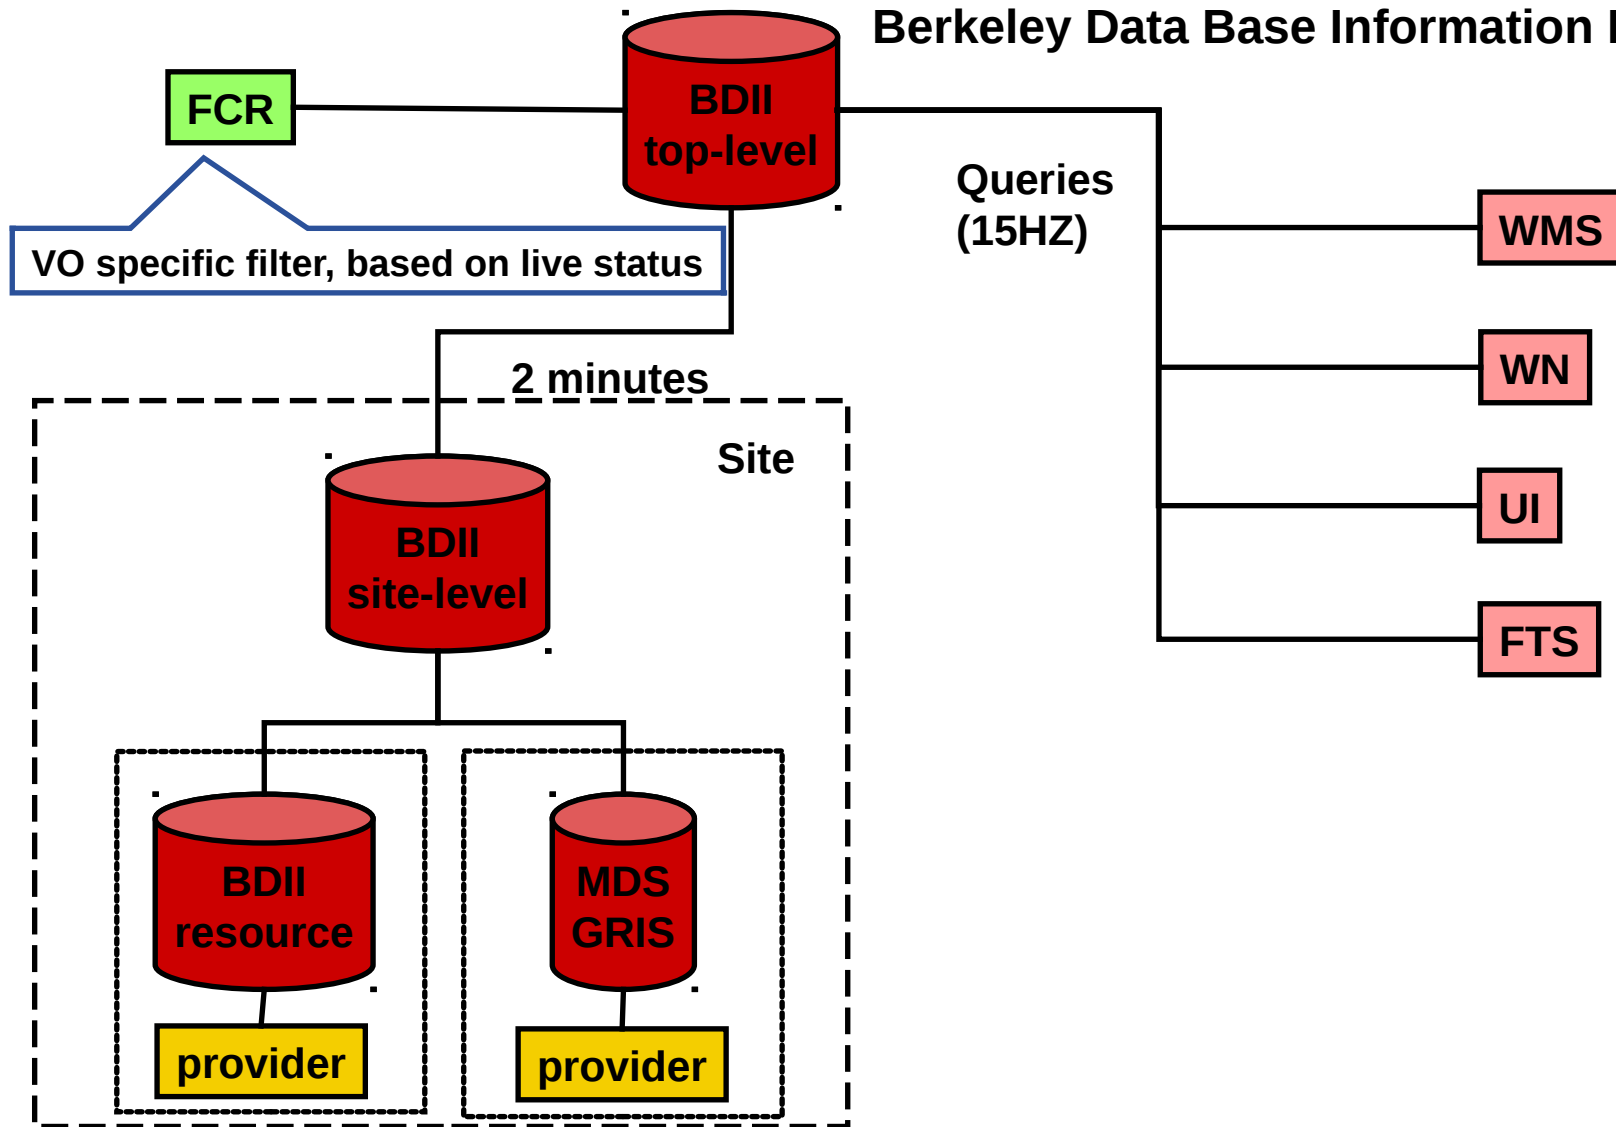 Berkeley Data Base Information
FCR
BDII
top-level
Queries
(15HZ)
WMS
VO specific filter, based on live status
WN
2 minutes
Site
UI
BDII
site-level
FTS
BDII
resource
MDS
GRIS
provider
provider